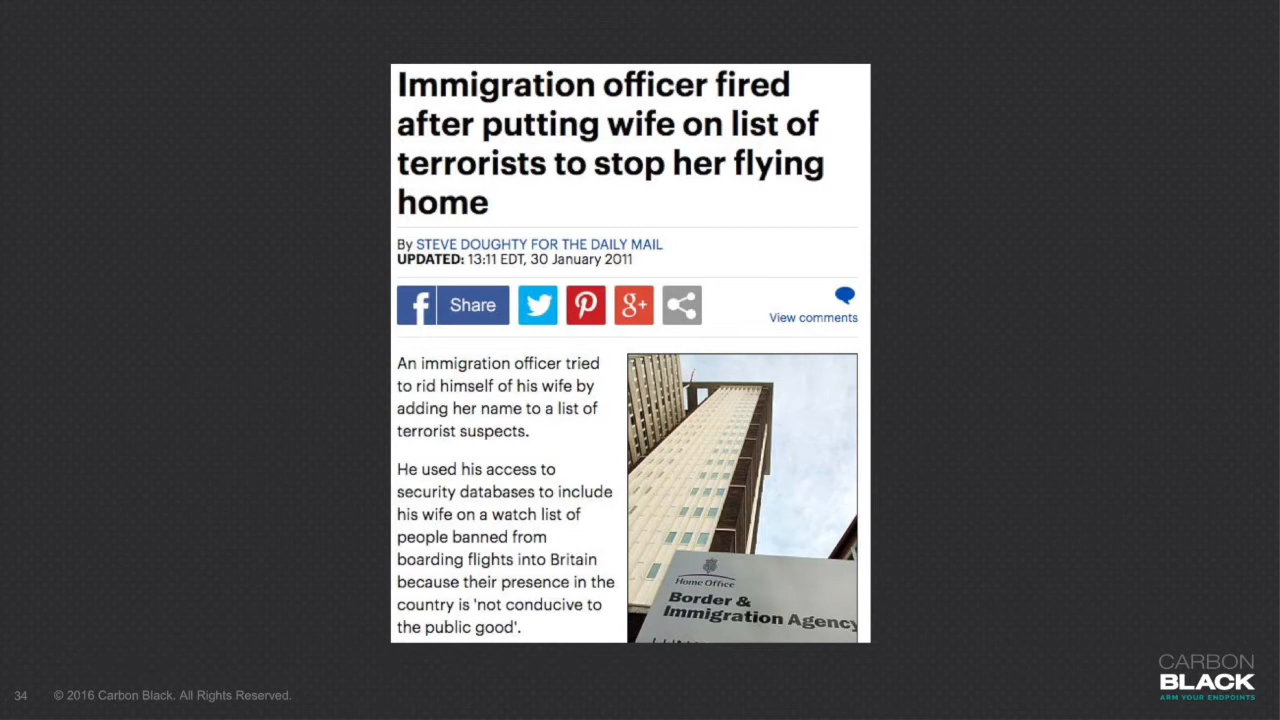 Immigration officer fired
after putting wife on list of
terrorists to stop her flying
home
By STEVE DOUGHTY FOR THE DAILY MAIL
UPDATED: 13:11 EDT, 30 January 2011
f Share
g+
View comments
An immigration officer tried
to rid himself of his wife by
adding her name to a list of
terrorist suspects.
He used his access to
security databases to include
his wife on a watch list of
people banned from
boarding flights into Britain
because their presence in the
country is 'not conducive to
the public good'.
Home Office
Border &
Immigration Agency
34 © 2016 Carbon Black. All Rights Reserved.
CARBON
BLACK
ARM YOUR ENDPOINTS